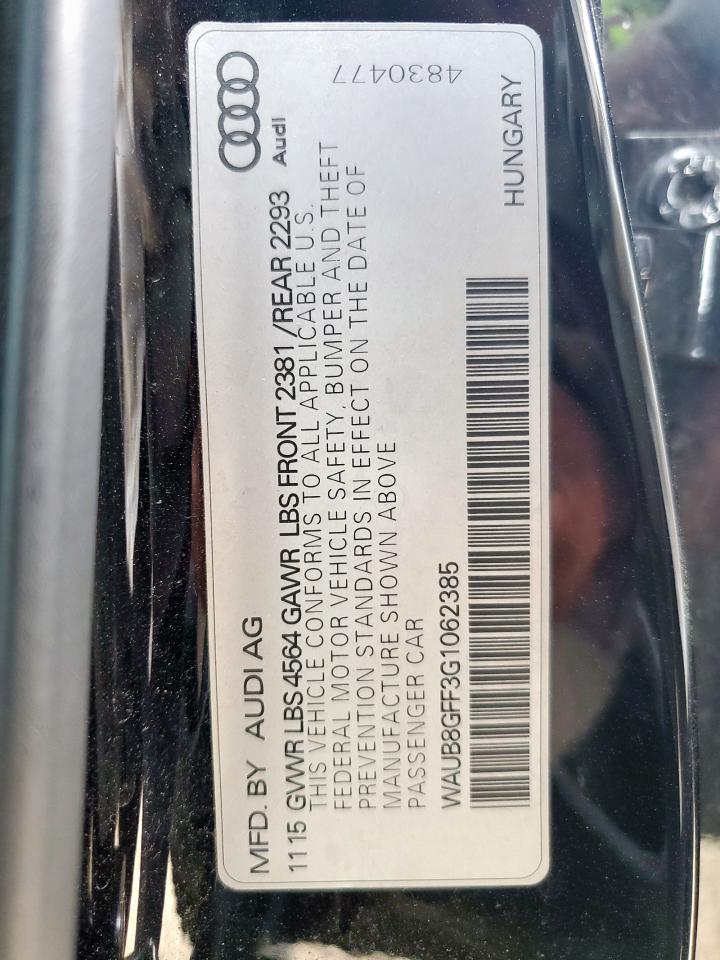 MFD. BY AUDI AG
Audi
1115 GVWR LBS 4564 GAWR LBS FRONT 2381 /REAR 2293
THIS VEHICLE CONFORMS TO ALL APPLICABLE U.S.
FEDERAL MOTOR VEHICLE SAFETY, BUMPER AND THEFT
PREVENTION STANDARDS IN EFFECT ON THE DATE OF
MANUFACTURE SHOWN ABOVE
PASSENGER CAR
WAUB8GFF3G1062385
HUNGARY
4830477